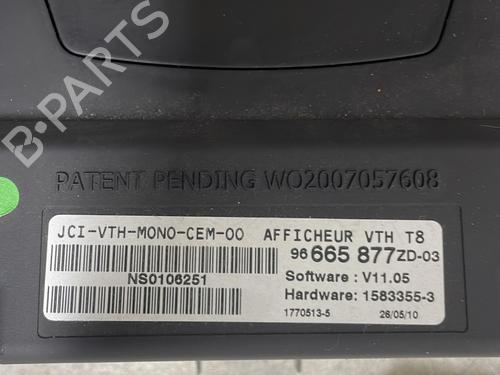 B-PARTS
PATENT PENDING WO2007057608
JCI-VTH-MONO-CEM-00 AFFICHEUR VTH T8
96 665 877ZD-03
NS0106251
Software : V11.05
Hardware: 1583355-3
1770513-5 26/05/10